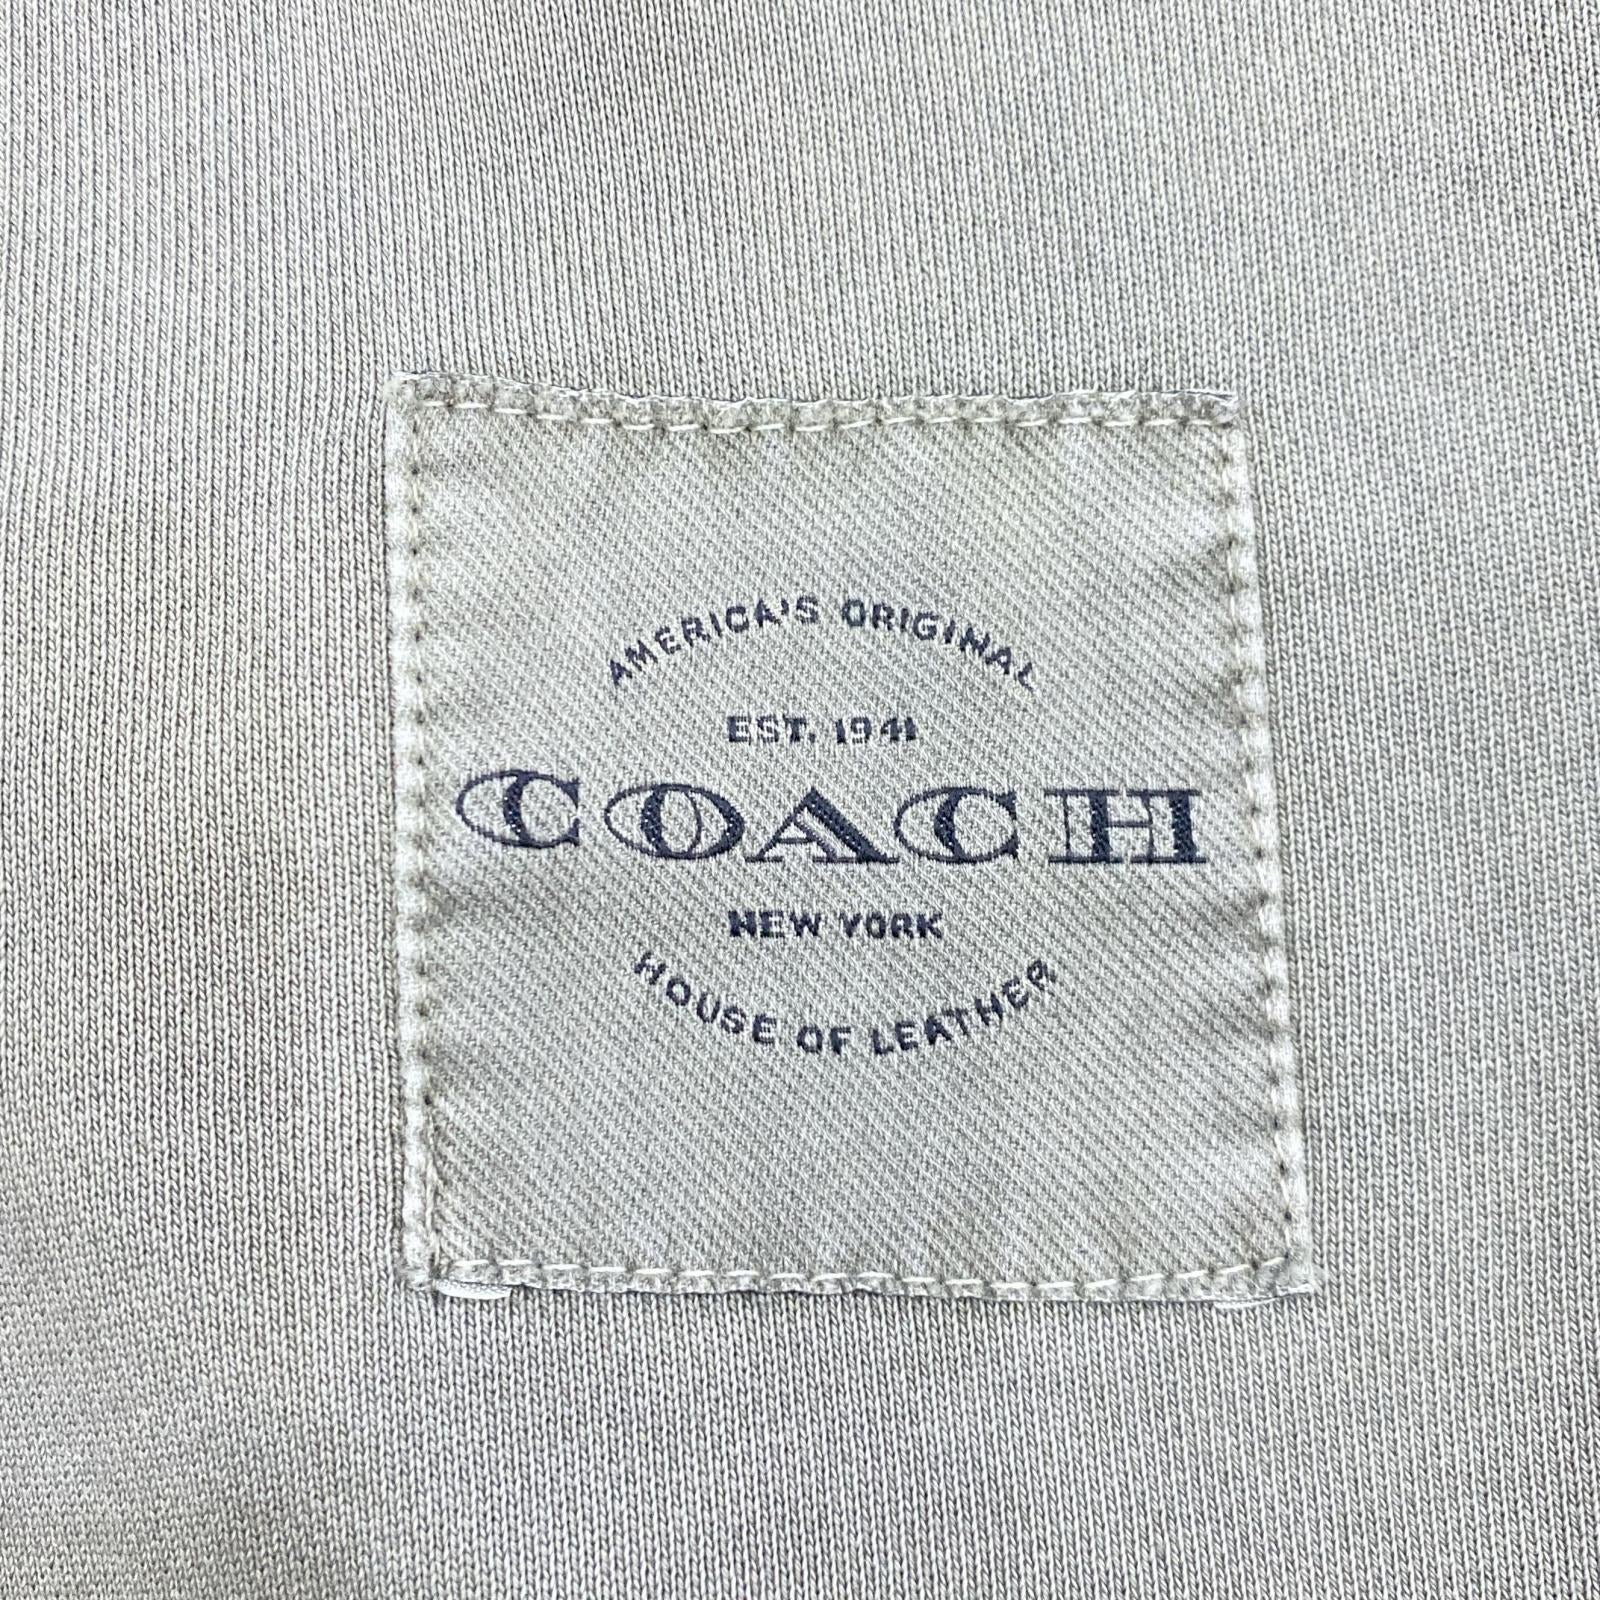 AMERICA'S ORIGINAL
EST. 1941
COACH
NEW YORK
HOUSE OF LEATHER